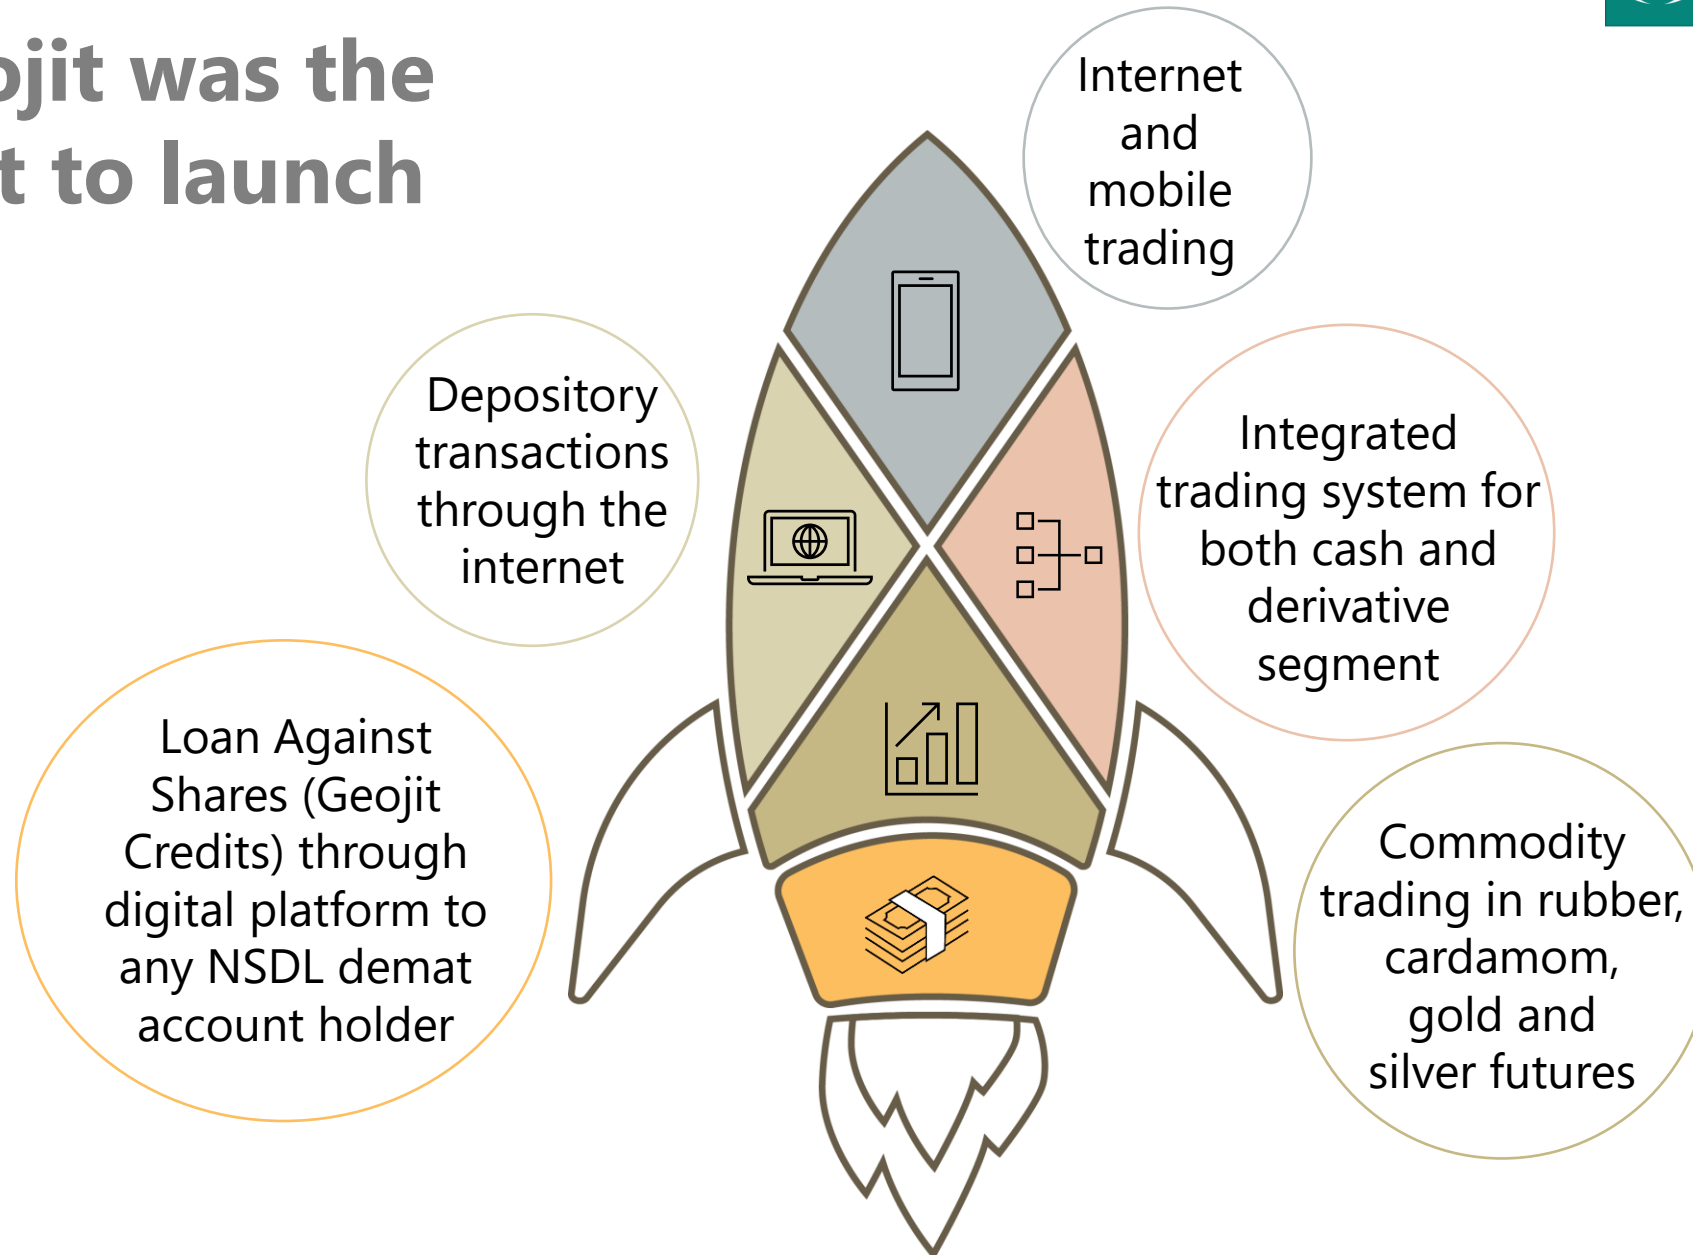 ojit was the
t to launch
Internet
and
mobile
trading
Depository
transactions
through the
internet
Integrated
trading system for
both cash and
derivative
segment
Loan Against
Shares (Geojit
Credits) through
digital platform to
any NSDL demat
account holder
Commodity
trading in rubber,
cardamom,
gold and
silver futures